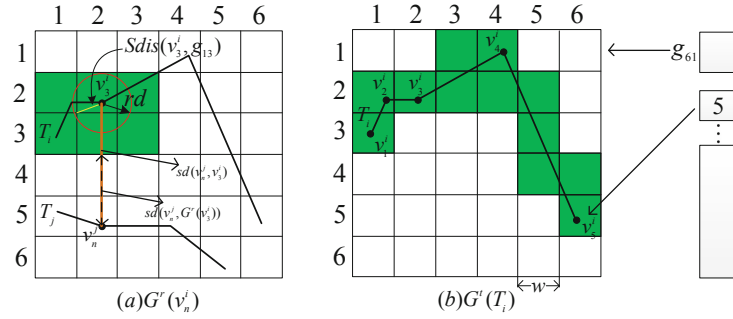 1 2 3 4 5 6
1
2
3
4
5
6
Sdis(v_3^i, g_13)
v_3^i
rd
T_i
sd(v_n^j, v_3^i)
sd(v_n^j, G^r(v_3^i))
T_j
v_n^j
(a)G^r(v_n^i)
1 2 3 4 5 6
1
2
3
4
5
6
v_4^i
v_2^i
v_3^i
T_i
v_1^i
v_5^i
w
(b)G^t(T_i)
g_61
5
⋮